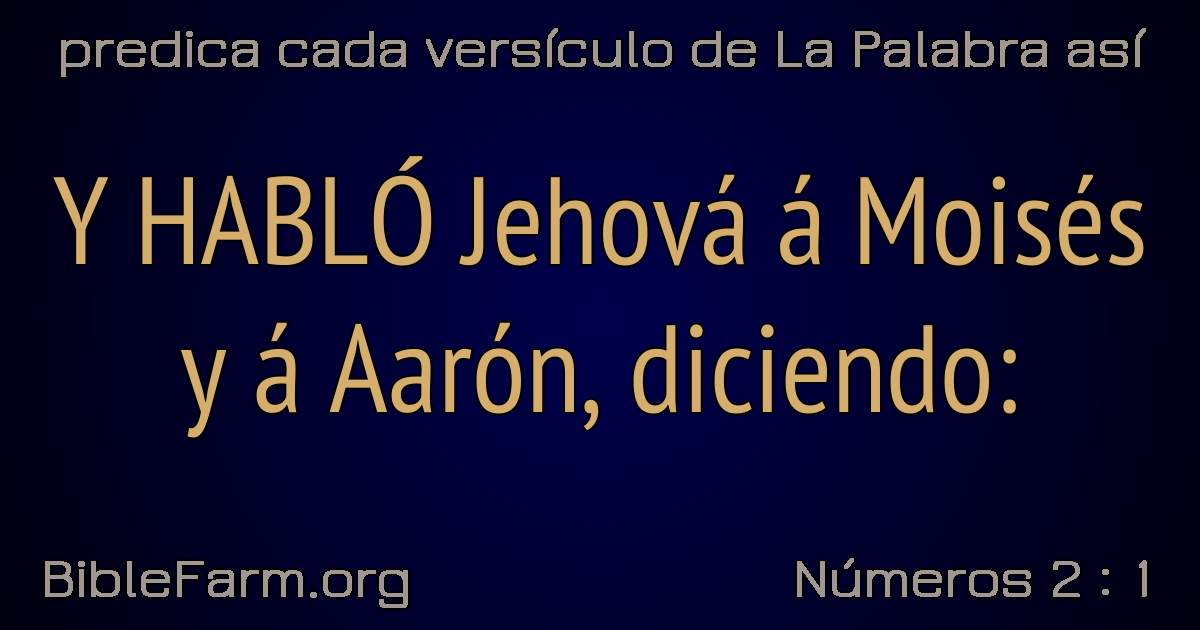 predica cada versículo de La Palabra así
Y HABLÓ Jehová á Moisés
y á Aarón, diciendo:
BibleFarm.org
Números 2 : 1